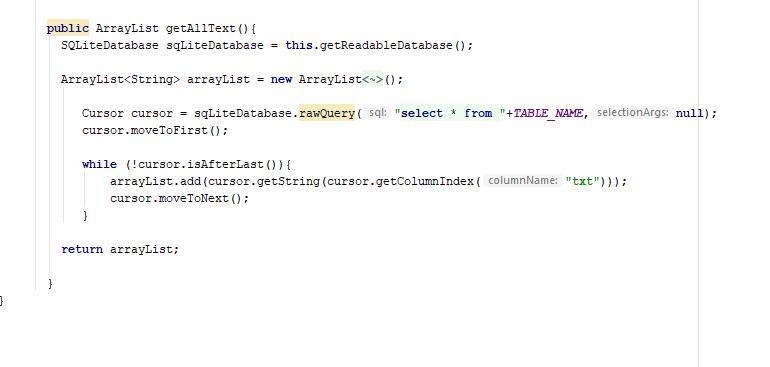 public ArrayList getAllText(){
SQLiteDatabase sqLiteDatabase = this.getReadableDatabase();
ArrayList<String> arrayList = new ArrayList<~>();
Cursor cursor = sqLiteDatabase.rawQuery( sql: "select * from "+TABLE_NAME, selectionArgs: null);
cursor.moveToFirst();
while (!cursor.isAfterLast()){
arrayList.add(cursor.getString(cursor.getColumnIndex( columnName: "txt")));
cursor.moveToNext();
}
return arrayList;
}
}